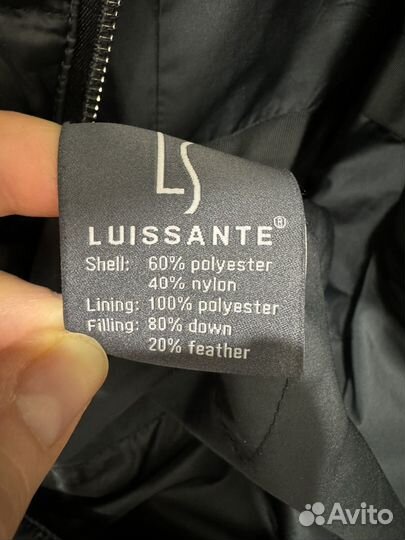 LS
LUISSANTE®
Shell: 60% polyester
40% nylon
Lining: 100% polyester
Filling: 80% down
20% feather
Avito